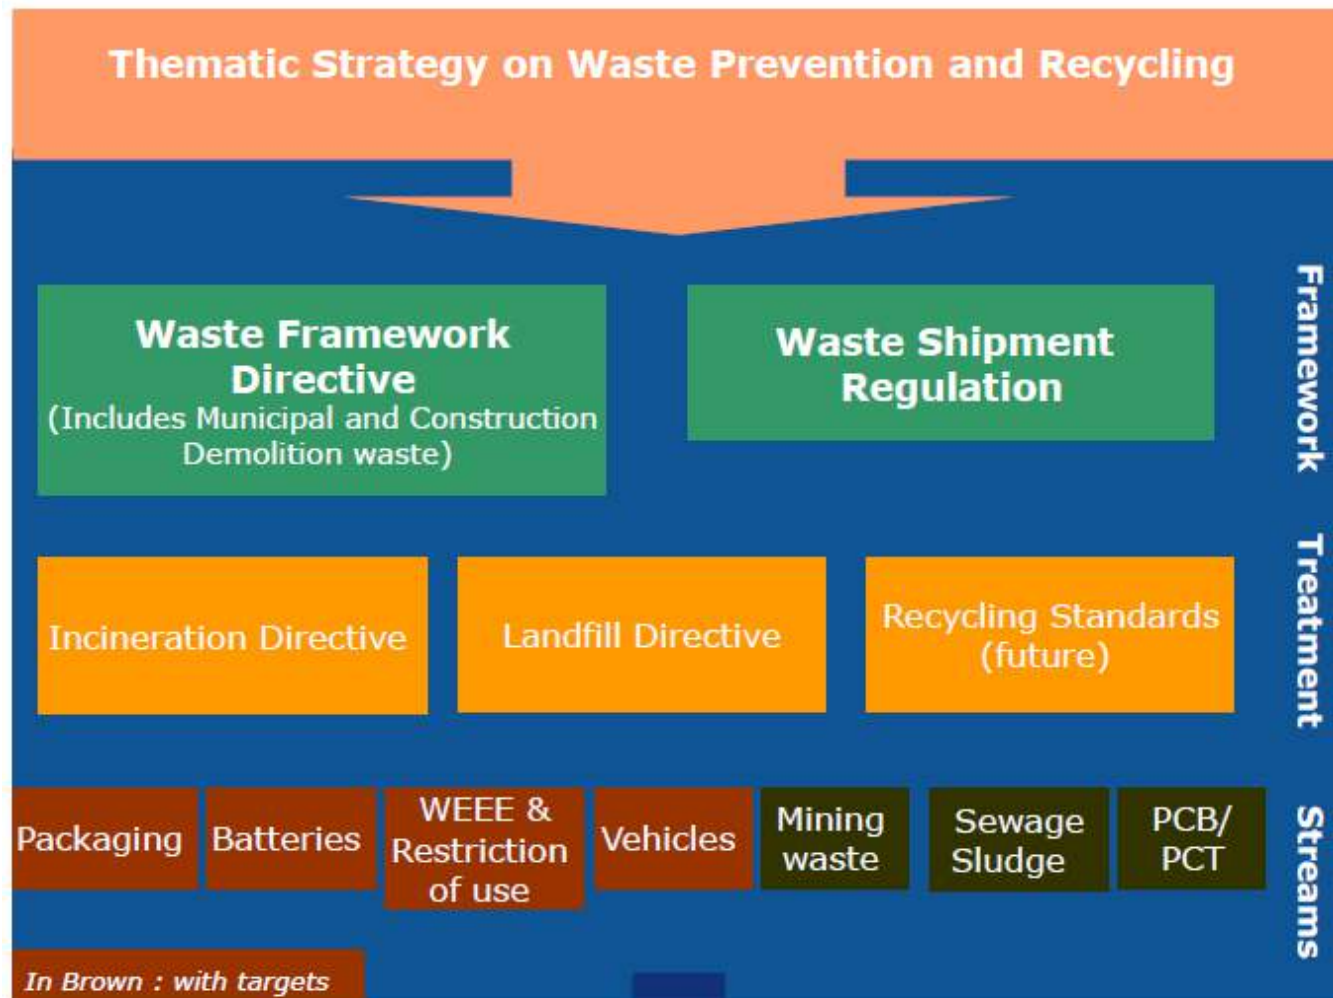 Thematic Strategy on Waste Prevention and Recycling
Waste Framework
Directive
(Includes Municipal and Construction
Demolition waste)
Waste Shipment
Regulation
Framework
Incineration Directive
Landfill Directive
Recycling Standards
(future)
Treatment
Packaging
Batteries
WEEE &
Restriction
of use
Vehicles
Mining
waste
Sewage
Sludge
PCB/
PCT
Streams
In Brown : with targets